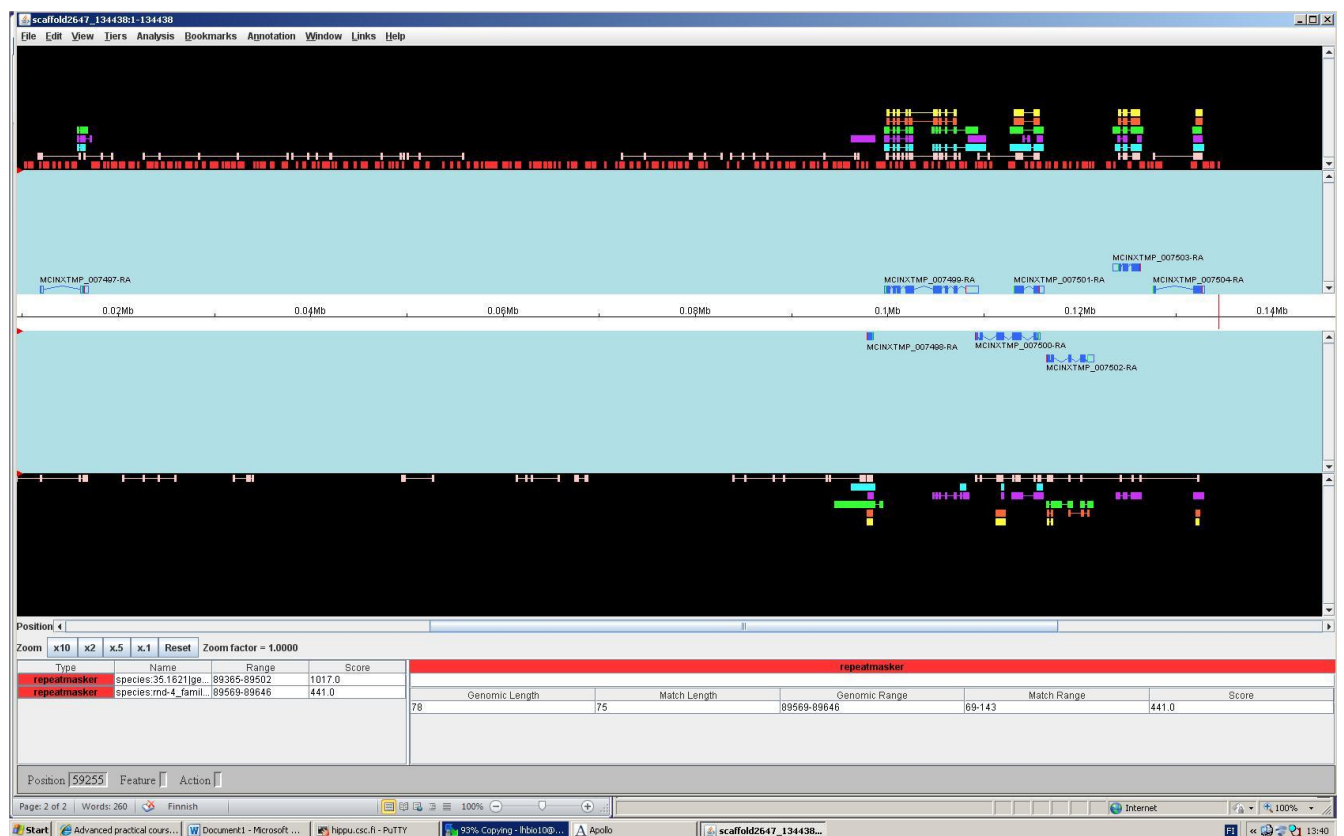 scaffold2647_134438:1-134438
File Edit View Tiers Analysis Bookmarks Annotation Window Links Help
MCINXTMP_007503-RA
MCINXTMP_007497-RA MCINXTMP_007499-RA MCINXTMP_007501-RA MCINXTMP_007504-RA
0.02Mb 0.04Mb 0.06Mb 0.08Mb 0.1Mb 0.12Mb 0.14Mb
MCINXTMP_007498-RA MCINXTMP_007500-RA
MCINXTMP_007502-RA
Position
Zoom x10 x2 x.5 x.1 Reset Zoom factor = 1.0000
Type Name Range Score repeatmasker
repeatmasker species:35.1621|ge... 89365-89502 1017.0
repeatmasker species:rnd-4_famil... 89569-89646 441.0
Genomic Length Match Length Genomic Range Match Range Score
78 75 89569-89646 69-143 441.0
Position 59255 Feature Action
Page: 2 of 2 Words: 260 Finnish 100% Internet 100%
Start Advanced practical cours... Document1 - Microsoft ... hippu.csc.fi - PuTTY 93% Copying - lhbio10@... Apollo scaffold2647_134438... FI 13:40